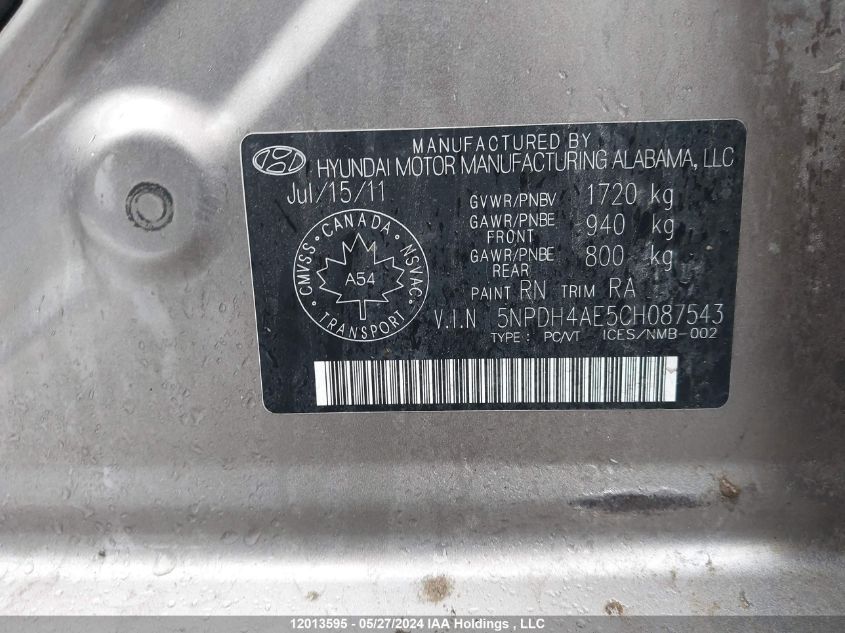 MANUFACTURED BY
HYUNDAI MOTOR MANUFACTURING ALABAMA, LLC
Jul/15/11
GVWR/PNBV 1720 kg
GAWR/PNBE FRONT 940 kg
GAWR/PNBE REAR 800 kg
PAINT RN TRIM RA
CMVSS • CANADA • NSVAC • TRANSPORT •
A54
V.I.N 5NPDH4AE5CH087543
TYPE : PC/VT ICES/NMB-002
12013595 - 05/27/2024 IAA Holdings , LLC